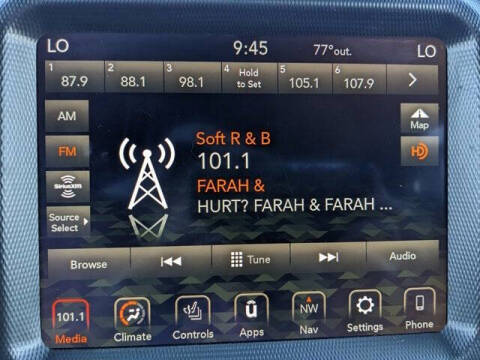 LO 9:45 77°out. LO
1 87.9 2 88.1 3 98.1 4 Hold to Set 5 105.1 6 107.9
AM
Map
FM
HD
SiriusXM
Source Select
Soft R & B
101.1
FARAH &
HURT? FARAH & FARAH ...
Browse Tune Audio
101.1 û NW
Media Climate Controls Apps Nav Settings Phone